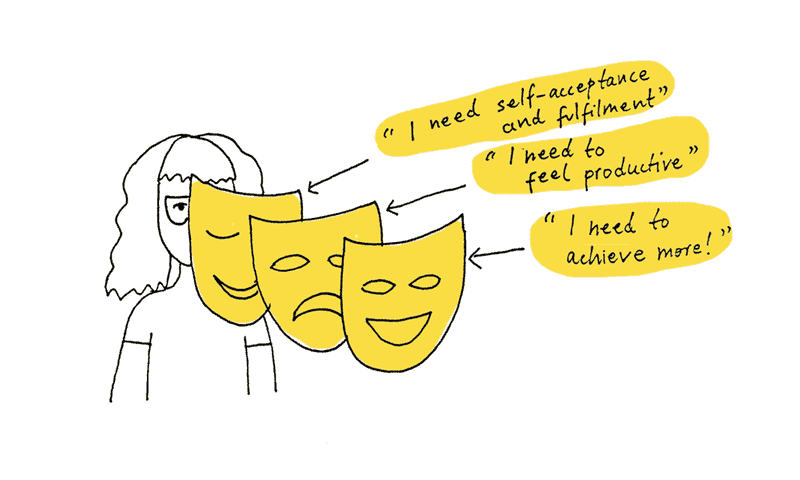 “ I need self-acceptance
and fulfilment”
“ I need to
feel productive”
“ I need to
achieve more! ”